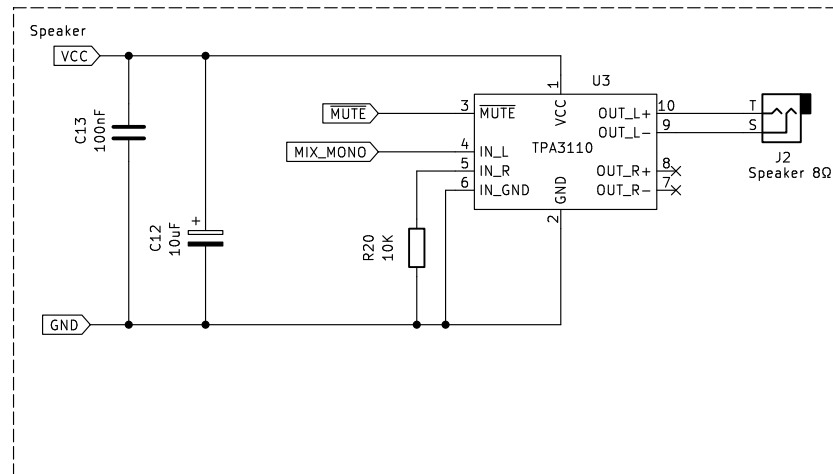 Speaker
VCC
C13
100nF
C12
10uF
+
GND
MUTE
MIX_MONO
R20
10K
U3
TPA3110
1
VCC
3
MUTE
4
IN_L
5
IN_R
6
IN_GND
GND
2
OUT_L+
10
OUT_L-
9
OUT_R+
8
OUT_R-
7
T
S
J2
Speaker 8Ω